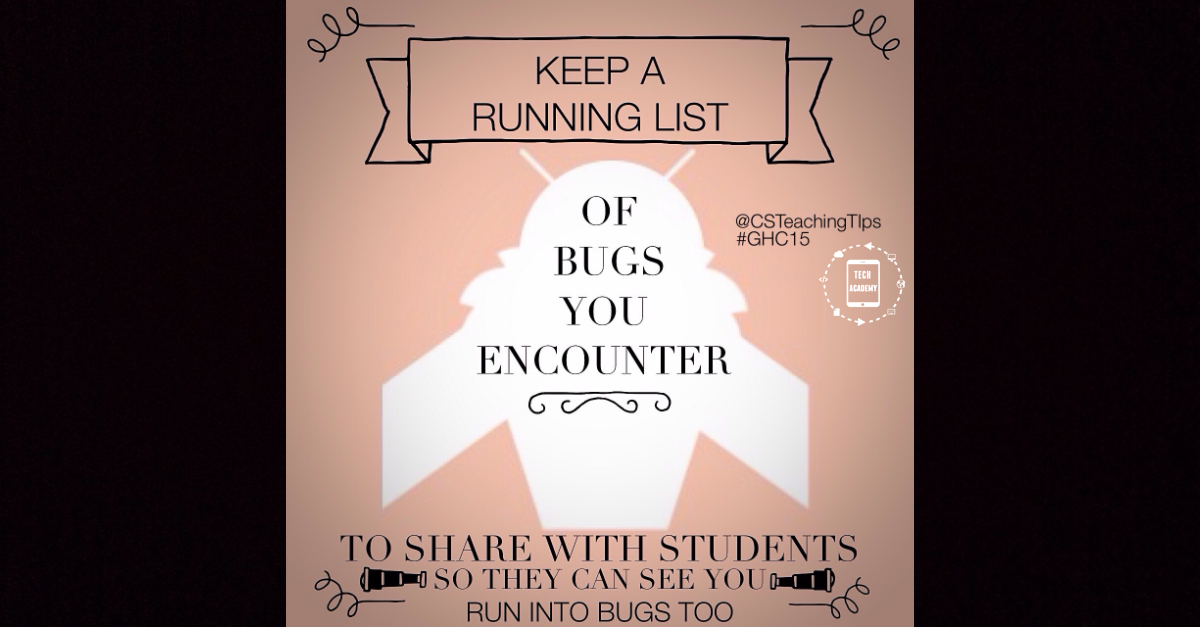 KEEP A
RUNNING LIST
OF
BUGS
YOU
ENCOUNTER
@CSTeachingTIps
#GHC15
TECH
ACADEMY
TO SHARE WITH STUDENTS
SO THEY CAN SEE YOU
RUN INTO BUGS TOO